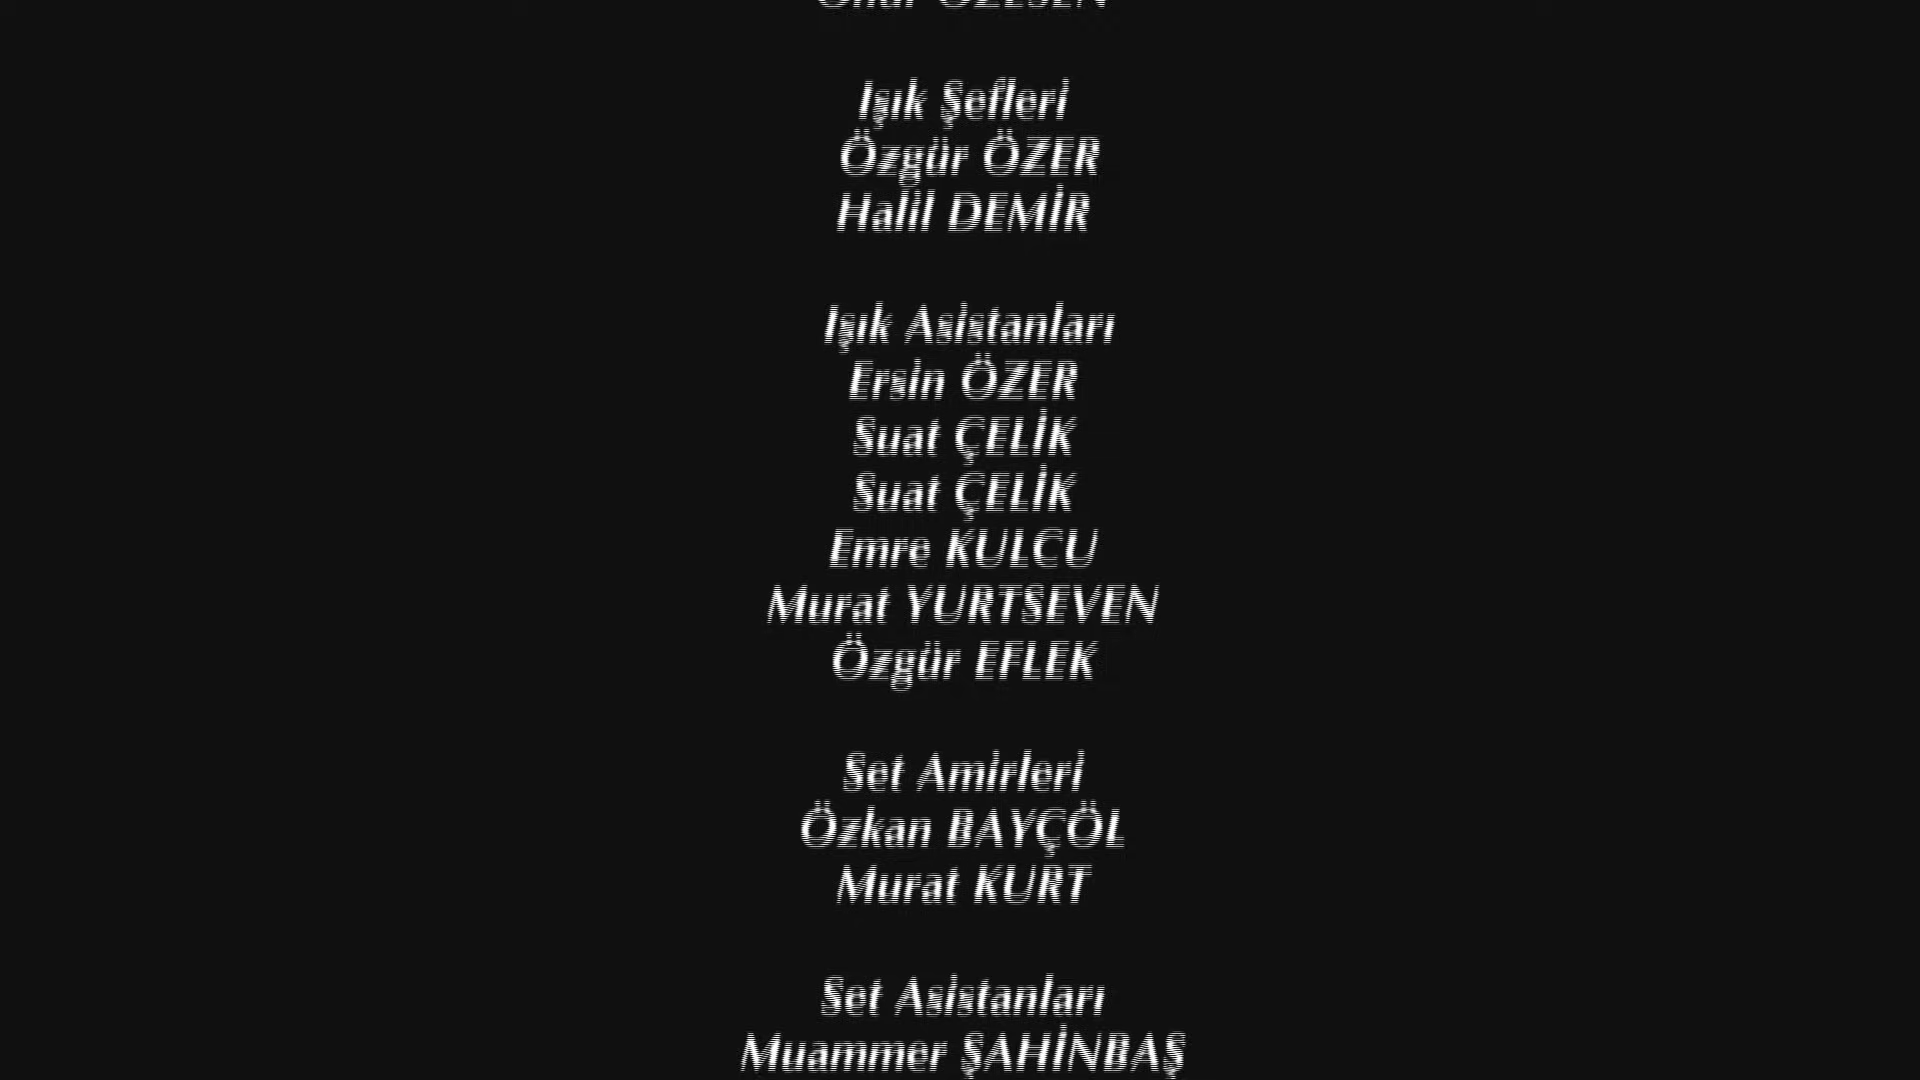 Işık Şefleri
Özgür ÖZER
Halil DEMİR
Işık Asistanları
Ersin ÖZER
Suat ÇELİK
Suat ÇELİK
Emre KULCU
Murat YURTSEVEN
Özgür EFLEK
Set Amirleri
Özkan BAYÇÖL
Murat KURT
Set Asistanları
Muammer ŞAHİNBAŞ